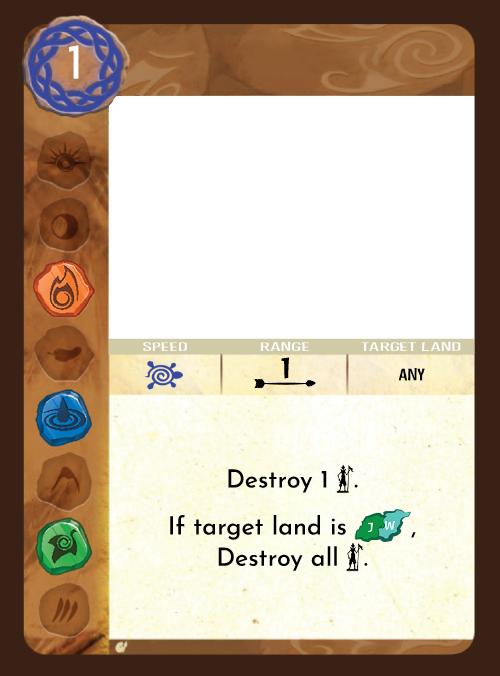 1
SPEED RANGE TARGET LAND
1 ANY
Destroy 1 .
If target land is J W ,
Destroy all .